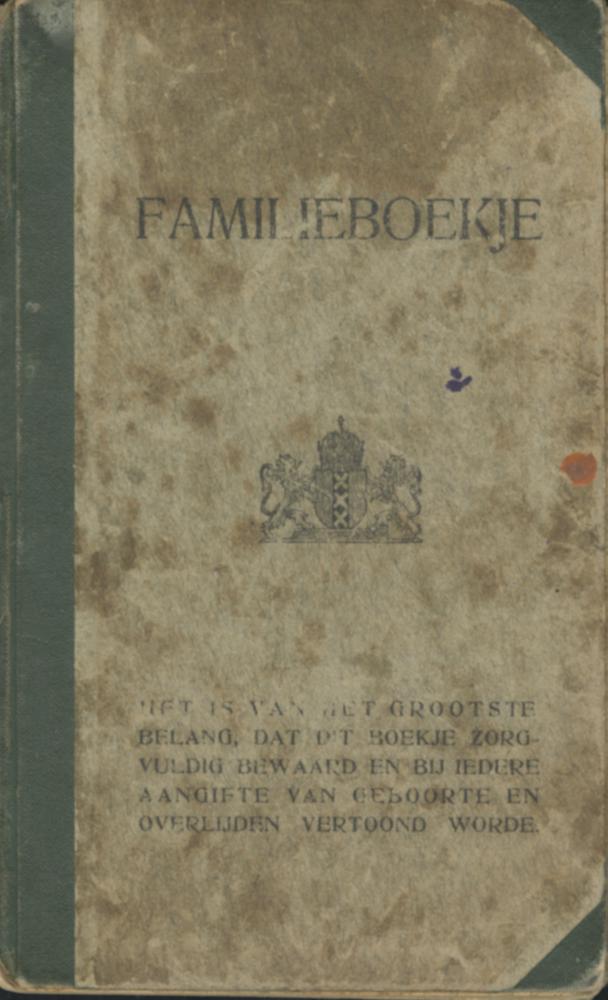 FAMILIEBOEKJE
HET IS VAN HET GROOTSTE
BELANG, DAT DIT BOEKJE ZORG-
VULDIG BEWAARD EN BIJ IEDERE
AANGIFTE VAN GEBOORTE EN
OVERLIJDEN VERTOOND WORDE.